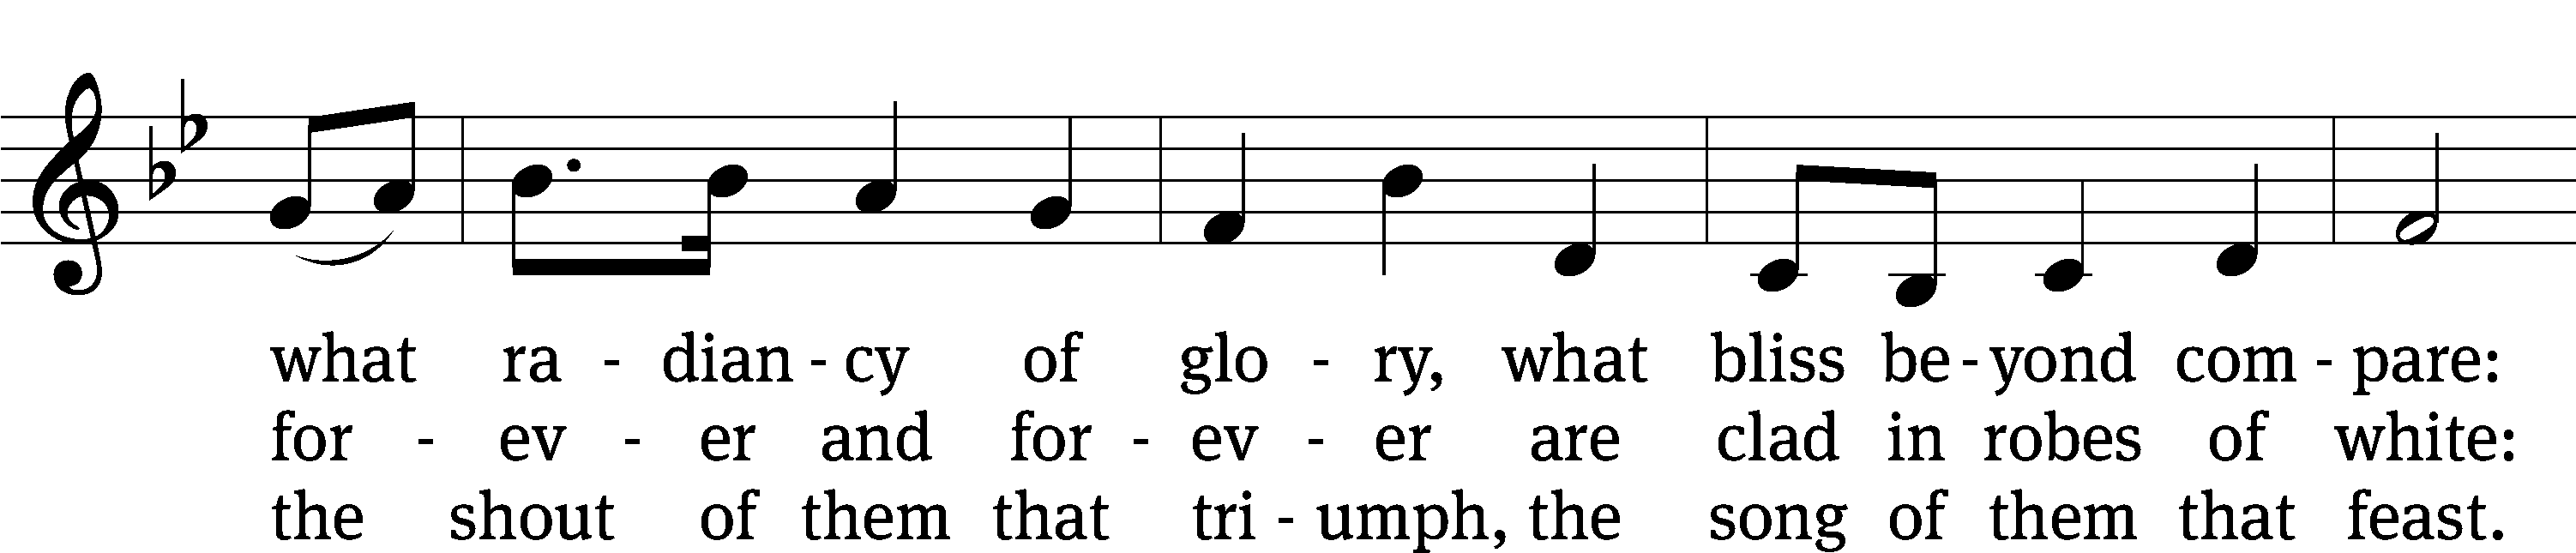 what ra - dian - cy of glo - ry, what bliss be - yond com - pare:
for - ev - er and for - ev - er are clad in robes of white:
the shout of them that tri - umph, the song of them that feast.